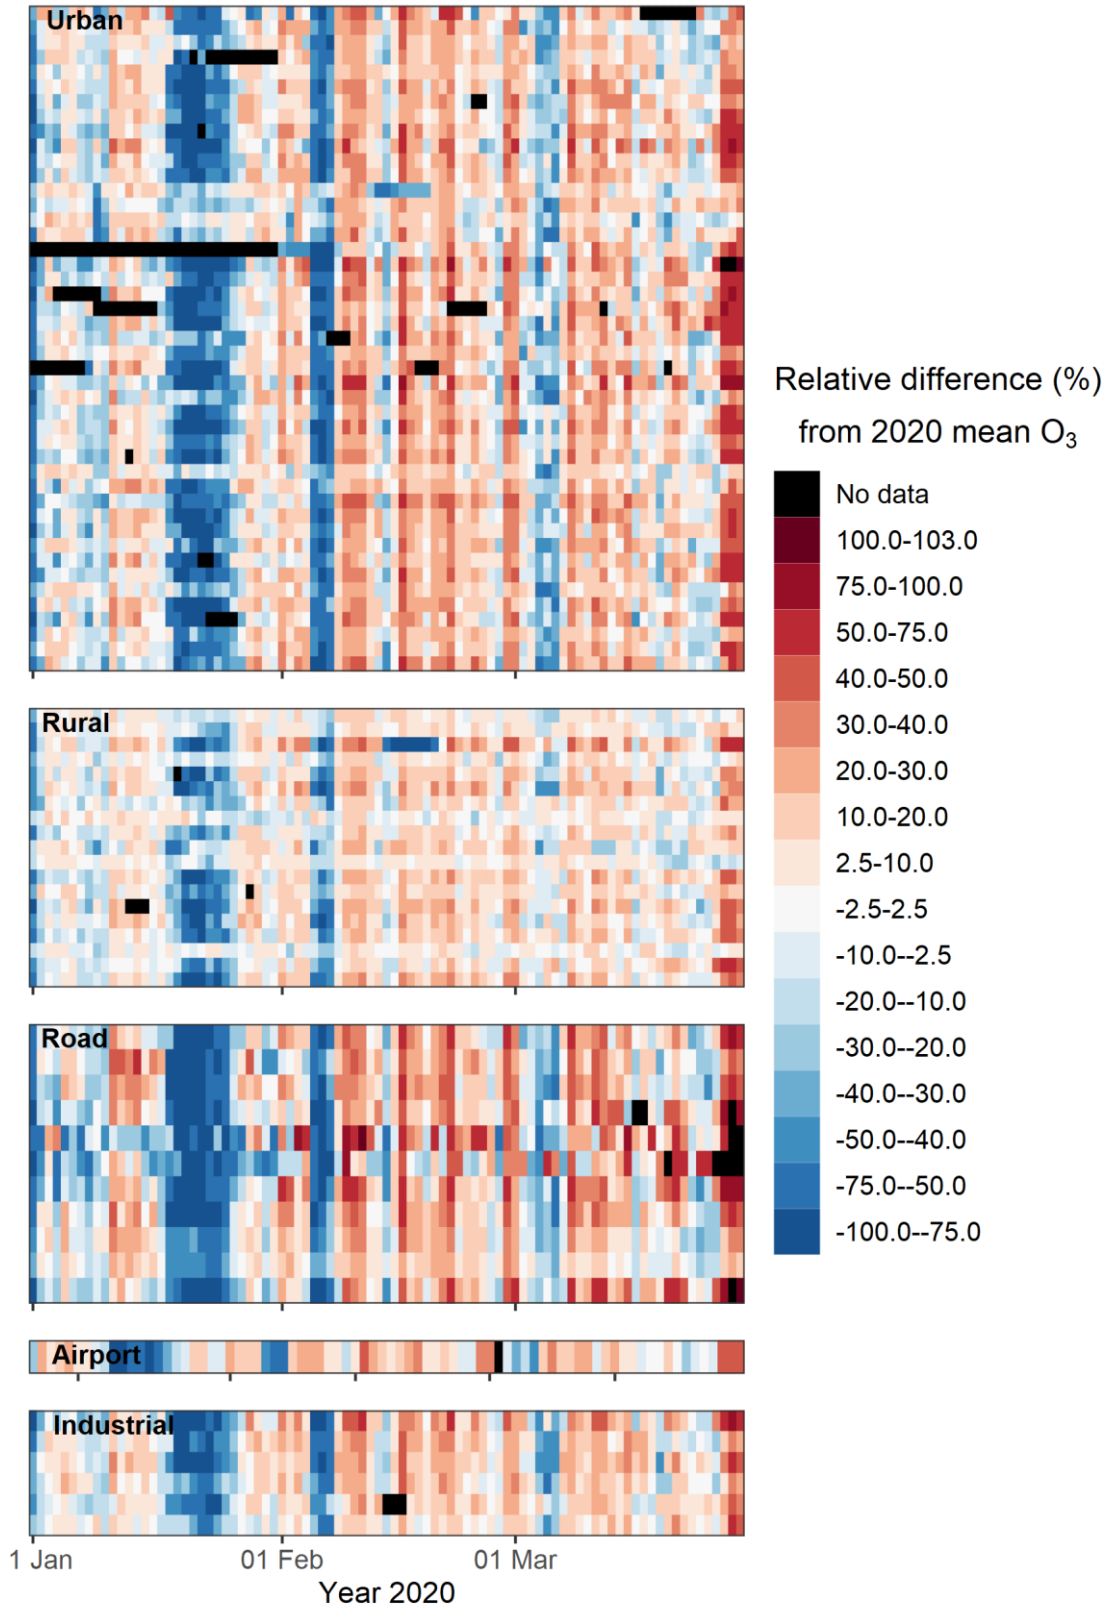 Urban
Rural
Road
Airport
Industrial
1 Jan
01 Feb
01 Mar
Year 2020
Relative difference (%)
from 2020 mean O₃
No data
100.0-103.0
75.0-100.0
50.0-75.0
40.0-50.0
30.0-40.0
20.0-30.0
10.0-20.0
2.5-10.0
-2.5-2.5
-10.0--2.5
-20.0--10.0
-30.0--20.0
-40.0--30.0
-50.0--40.0
-75.0--50.0
-100.0--75.0